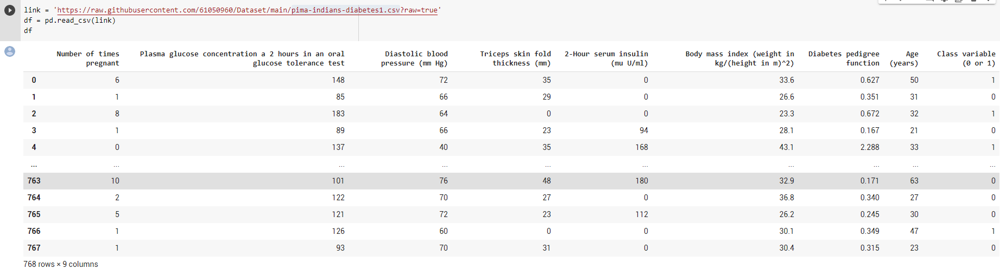 link = 'https://raw.githubusercontent.com/61050960/Dataset/main/pima-indians-diabetes1.csv?raw=true'
df = pd.read_csv(link)
df
Number of times pregnant Plasma glucose concentration a 2 hours in an oral glucose tolerance test Diastolic blood pressure (mm Hg) Triceps skin fold thickness (mm) 2-Hour serum insulin (mu U/ml) Body mass index (weight in kg/(height in m)^2) Diabetes pedigree function Age (years) Class variable (0 or 1)
0 6 148 72 35 0 33.6 0.627 50 1
1 1 85 66 29 0 26.6 0.351 31 0
2 8 183 64 0 0 23.3 0.672 32 1
3 1 89 66 23 94 28.1 0.167 21 0
4 0 137 40 35 168 43.1 2.288 33 1
... ... ... ... ... ... ... ... ... ...
763 10 101 76 48 180 32.9 0.171 63 0
764 2 122 70 27 0 36.8 0.340 27 0
765 5 121 72 23 112 26.2 0.245 30 0
766 1 126 60 0 0 30.1 0.349 47 1
767 1 93 70 31 0 30.4 0.315 23 0
768 rows × 9 columns